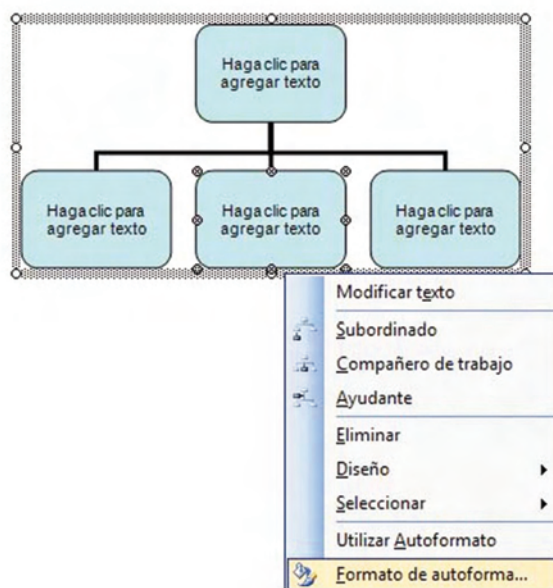 Haga clic para
agregar texto
Haga clic para
agregar texto
Haga clic para
agregar texto
Haga clic para
agregar texto
Modificar texto
Subordinado
Compañero de trabajo
Ayudante
Eliminar
Diseño
Seleccionar
Utilizar Autoformato
Formato de autoforma...